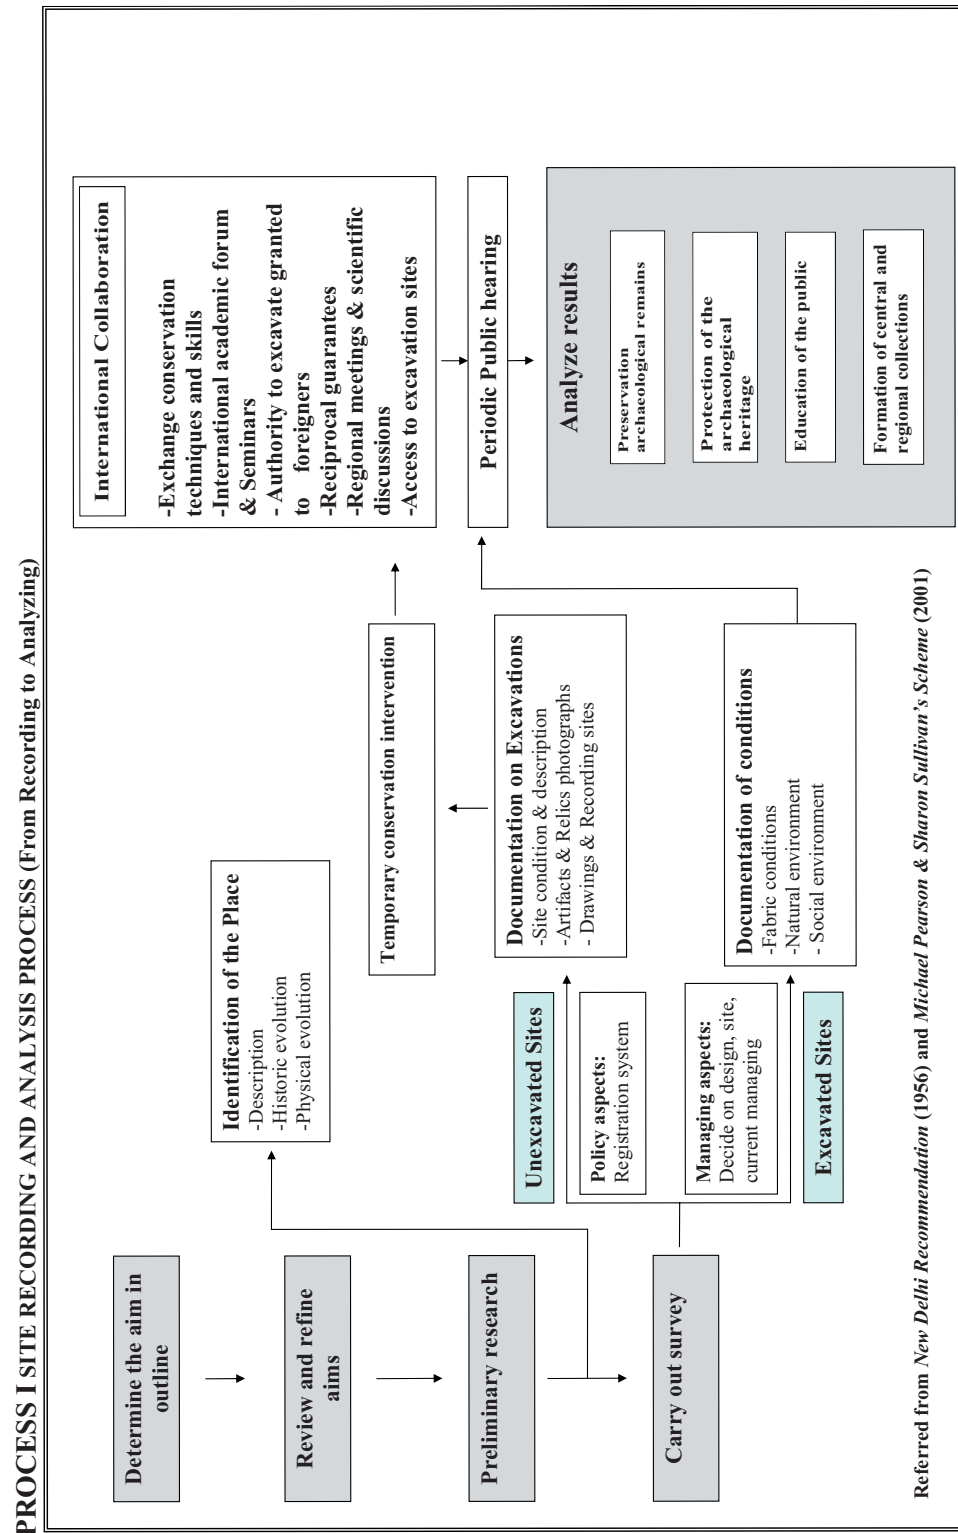 PROCESS I SITE RECORDING AND ANALYSIS PROCESS (From Recording to Analyzing)
Determine the aim in
outline
Review and refine
aims
Preliminary research
Carry out survey
Identification of the Place
-Description
-Historic evolution
-Physical evolution
Unexcavated Sites
Policy aspects:
Registration system
Managing aspects:
Decide on design, site,
current managing
Excavated Sites
Temporary conservation intervention
Documentation on Excavations
-Site condition & description
-Artifacts & Relics photographs
- Drawings & Recording sites
Documentation of conditions
-Fabric conditions
-Natural environment
- Social environment
International Collaboration
-Exchange conservation
techniques and skills
-International academic forum
& Seminars
- Authority to excavate granted
to foreigners
-Reciprocal guarantees
-Regional meetings & scientific
discussions
-Access to excavation sites
Periodic Public hearing
Analyze results
Preservation
archaeological remains
Protection of the
archaeological
heritage
Education of the public
Formation of central and
regional collections
Referred from New Delhi Recommendation (1956) and Michael Pearson & Sharon Sullivan's Scheme (2001)